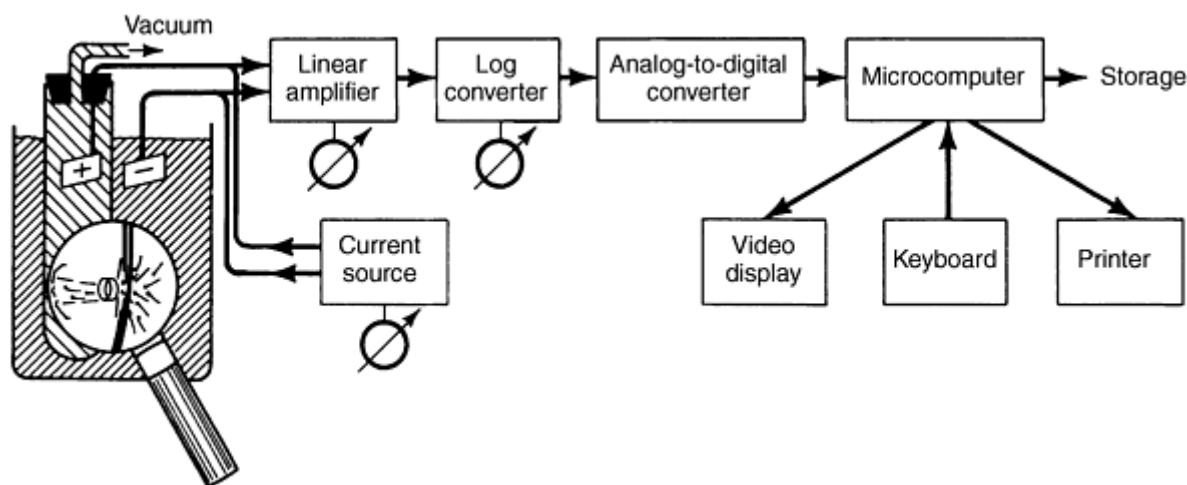 Vacuum
Linear
amplifier
Log
converter
Analog-to-digital
converter
Microcomputer
Storage
+
−
Current
source
Video
display
Keyboard
Printer